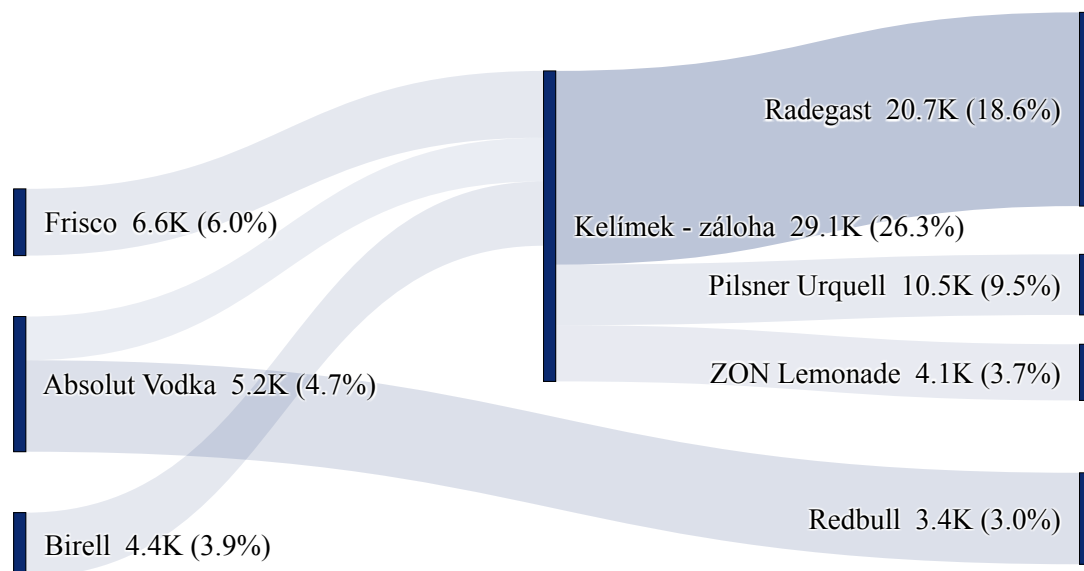 Radegast 20.7K (18.6%)
Frisco 6.6K (6.0%)
Kelímek - záloha 29.1K (26.3%)
Pilsner Urquell 10.5K (9.5%)
Absolut Vodka 5.2K (4.7%)
ZON Lemonade 4.1K (3.7%)
Redbull 3.4K (3.0%)
Birell 4.4K (3.9%)